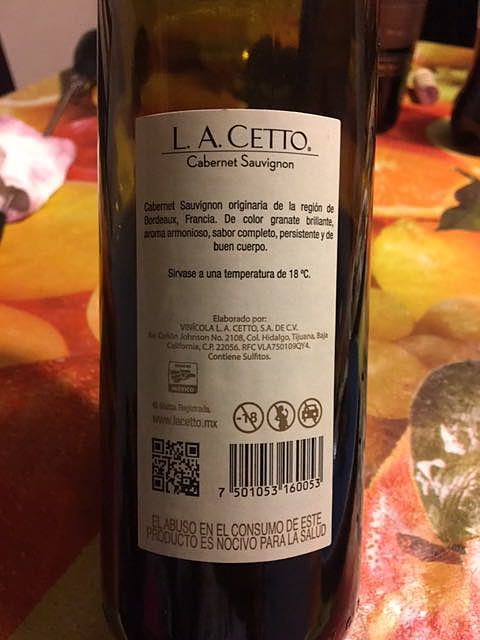 L. A. CETTO®
Cabernet Sauvignon
Cabernet Sauvignon originaria de la región de
Bordeaux, Francia. De color granate brillante,
aroma armonioso, sabor completo, persistente y de
buen cuerpo.
Sirvase a una temperatura de 18 ºC.
Elaborado por:
VINÍCOLA L. A. CETTO, S.A. DE C.V.
Av. Cañón Johnson No. 2108, Col. Hidalgo, Tijuana, Baja
California, C.P. 22056. RFC VLA750109QY4.
Contiene Sulfitos.
MÉXICO
® Marca Registrada.
www.lacetto.mx
-18
7 501053 160053
EL ABUSO EN EL CONSUMO DE ESTE
PRODUCTO ES NOCIVO PARA LA SALUD